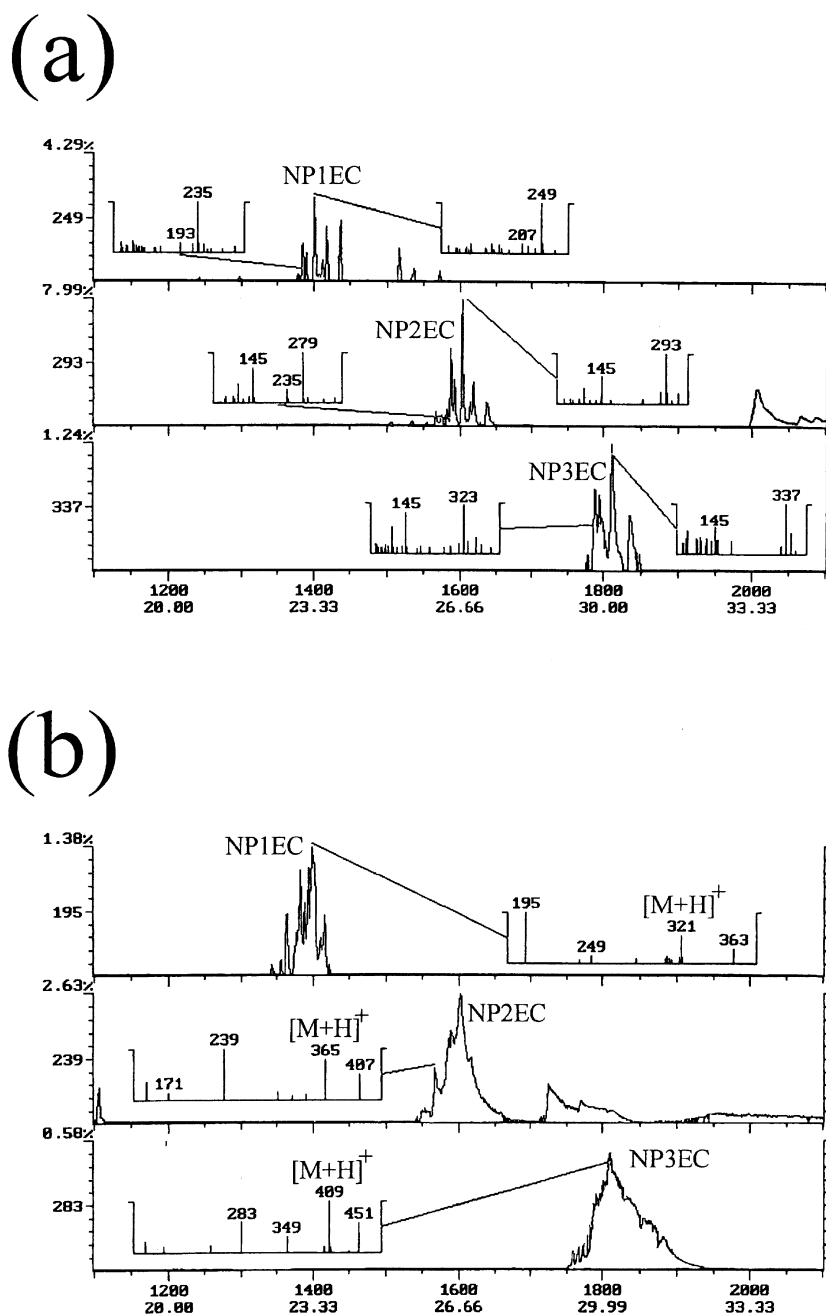 (a)
4.29%
NP1EC
235
249
249
193
207
7.99%
NP2EC
279
293
293
145
145
235
1.24%
NP3EC
337
145
323
337
145
1200 1400 1600 1800 2000
20.00 23.33 26.66 30.00 33.33
(b)
1.38%
NP1EC
195
195
[M+H]+
321
249
363
2.63%
NP2EC
239
239
[M+H]+
365
407
171
0.58%
NP3EC
[M+H]+
409
283
283
349
451
1200 1400 1600 1800 2000
20.00 23.33 26.66 29.99 33.33